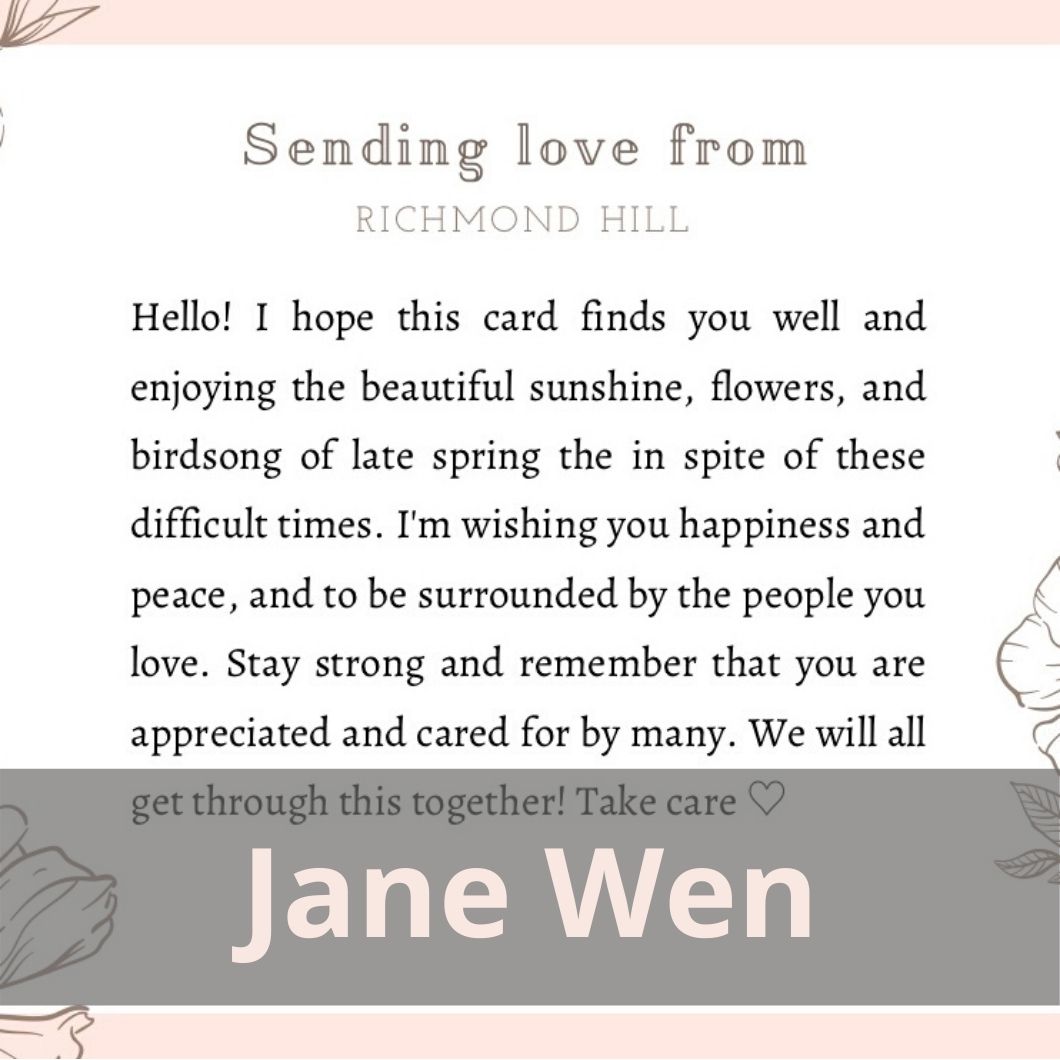 Sending love from
RICHMOND HILL
Hello! I hope this card finds you well and
enjoying the beautiful sunshine, flowers, and
birdsong of late spring the in spite of these
difficult times. I'm wishing you happiness and
peace, and to be surrounded by the people you
love. Stay strong and remember that you are
appreciated and cared for by many. We will all
get through this together! Take care ♡
Jane Wen